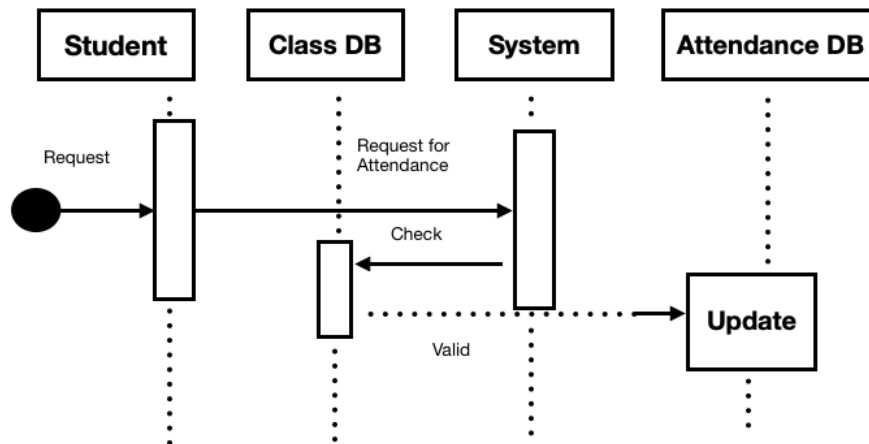 Student
Class DB
System
Attendance DB
Request
Request for
Attendance
Check
Update
Valid